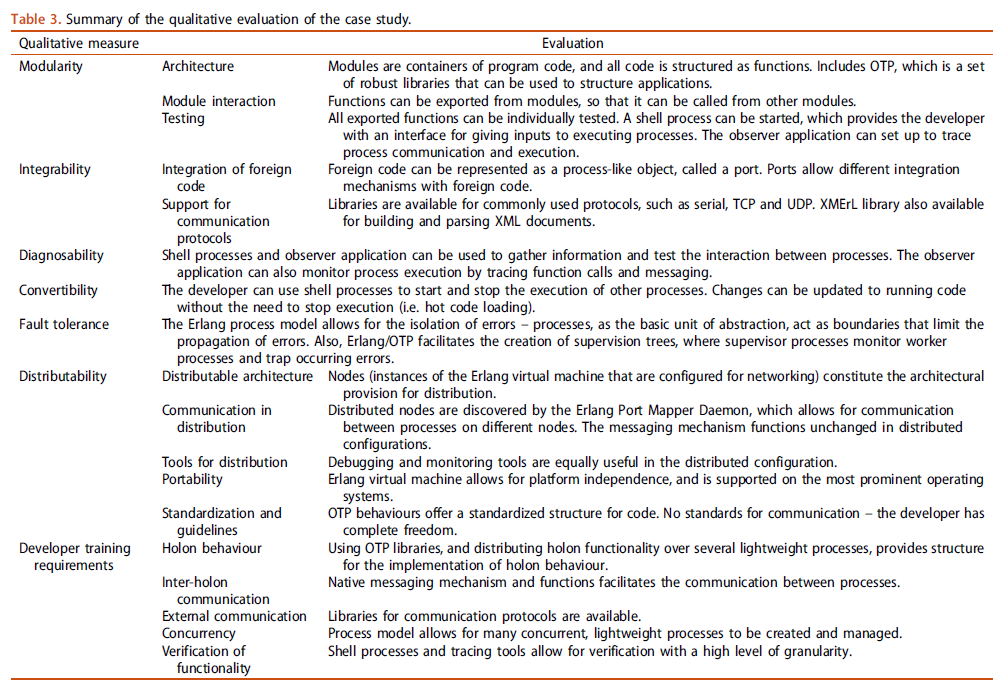 Table 3. Summary of the qualitative evaluation of the case study.
Qualitative measure Evaluation
Modularity Architecture Modules are containers of program code, and all code is structured as functions. Includes OTP, which is a set
of robust libraries that can be used to structure applications.
Module interaction Functions can be exported from modules, so that it can be called from other modules.
Testing All exported functions can be individually tested. A shell process can be started, which provides the developer
with an interface for giving inputs to executing processes. The observer application can set up to trace
process communication and execution.
Integrability Integration of foreign Foreign code can be represented as a process-like object, called a port. Ports allow different integration
code mechanisms with foreign code.
Support for Libraries are available for commonly used protocols, such as serial, TCP and UDP. XMErL library also available
communication for building and parsing XML documents.
protocols
Diagnosability Shell processes and observer application can be used to gather information and test the interaction between processes. The observer
application can also monitor process execution by tracing function calls and messaging.
Convertibility The developer can use shell processes to start and stop the execution of other processes. Changes can be updated to running code
without the need to stop execution (i.e. hot code loading).
Fault tolerance The Erlang process model allows for the isolation of errors – processes, as the basic unit of abstraction, act as boundaries that limit the
propagation of errors. Also, Erlang/OTP facilitates the creation of supervision trees, where supervisor processes monitor worker
processes and trap occurring errors.
Distributability Distributable architecture Nodes (instances of the Erlang virtual machine that are configured for networking) constitute the architectural
provision for distribution.
Communication in Distributed nodes are discovered by the Erlang Port Mapper Daemon, which allows for communication
distribution between processes on different nodes. The messaging mechanism functions unchanged in distributed
configurations.
Tools for distribution Debugging and monitoring tools are equally useful in the distributed configuration.
Portability Erlang virtual machine allows for platform independence, and is supported on the most prominent operating
systems.
Standardization and OTP behaviours offer a standardized structure for code. No standards for communication – the developer has
guidelines complete freedom.
Developer training Holon behaviour Using OTP libraries, and distributing holon functionality over several lightweight processes, provides structure
requirements for the implementation of holon behaviour.
Inter-holon Native messaging mechanism and functions facilitates the communication between processes.
communication
External communication Libraries for communication protocols are available.
Concurrency Process model allows for many concurrent, lightweight processes to be created and managed.
Verification of Shell processes and tracing tools allow for verification with a high level of granularity.
functionality